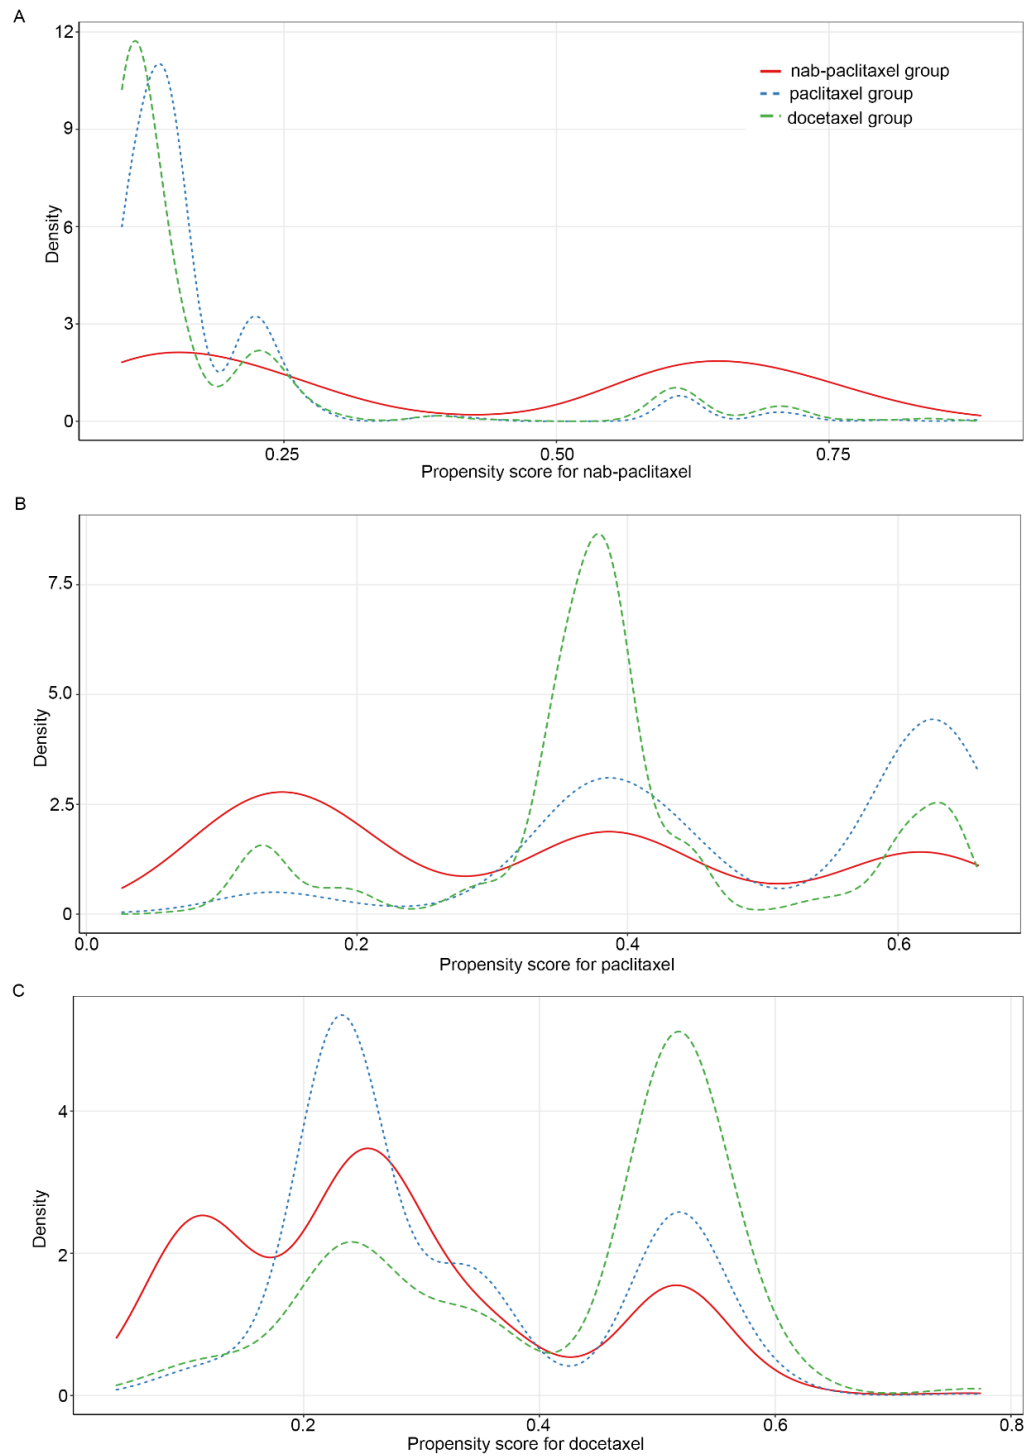 A
12
9
6
3
0
Density
nab-paclitaxel group
paclitaxel group
docetaxel group
0.25
0.50
0.75
Propensity score for nab-paclitaxel
B
7.5
5.0
2.5
0
Density
0.0
0.2
0.4
0.6
Propensity score for paclitaxel
C
4
2
0
Density
0.2
0.4
0.6
0.8
Propensity score for docetaxel